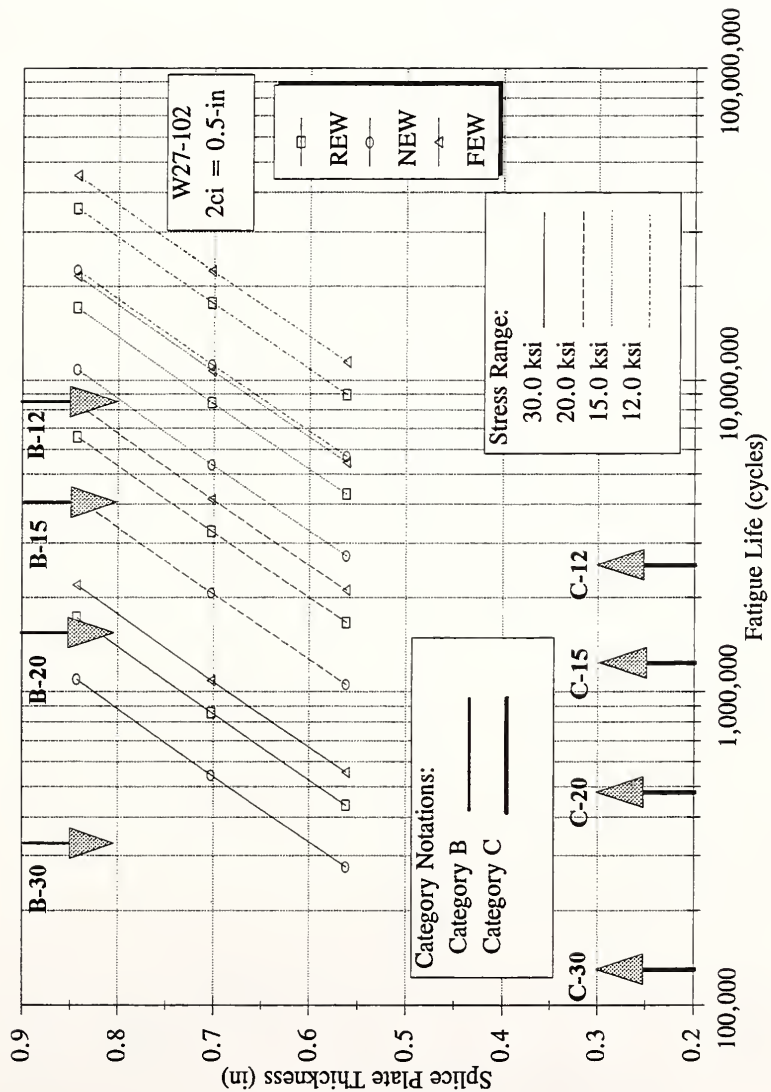 W27-102
2ci = 0.5-in
REW
NEW
FEW
B-30
B-20
B-15
B-12
Stress Range:
30.0 ksi
20.0 ksi
15.0 ksi
12.0 ksi
Category Notations:
Category B
Category C
C-30
C-20
C-15
C-12
Splice Plate Thickness (in)
0.9
0.8
0.7
0.6
0.5
0.4
0.3
0.2
100,000
1,000,000
10,000,000
100,000,000
Fatigue Life (cycles)